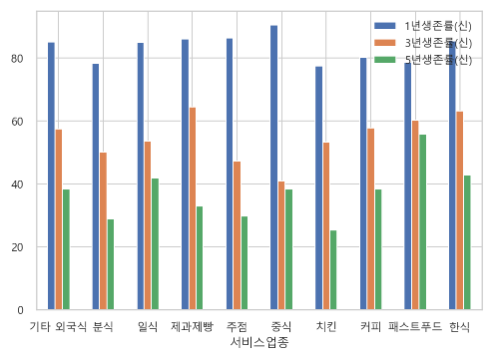 1년생존률(신)
3년생존률(신)
5년생존률(신)
80
60
40
20
0
기타 외국식 분식 일식 제과제빵 주점 중식 치킨 커피 패스트푸드 한식
서비스업종